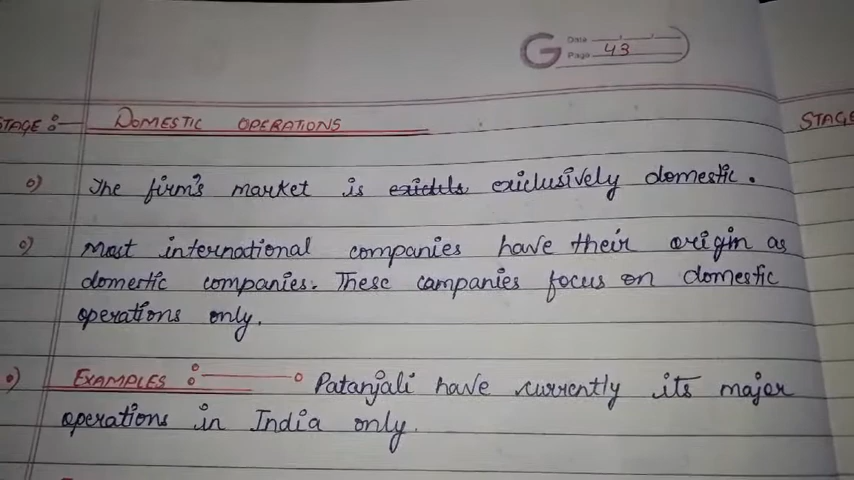 Date
Page 43
STAGE :— DOMESTIC OPERATIONS
STAGE
o) The firm's market is exiclusively domestic.
o) Most international companies have their origin as
domestic companies. These companies focus on domestic
operations only.
o) EXAMPLES :— Patanjali have currently its major
operations in India only.